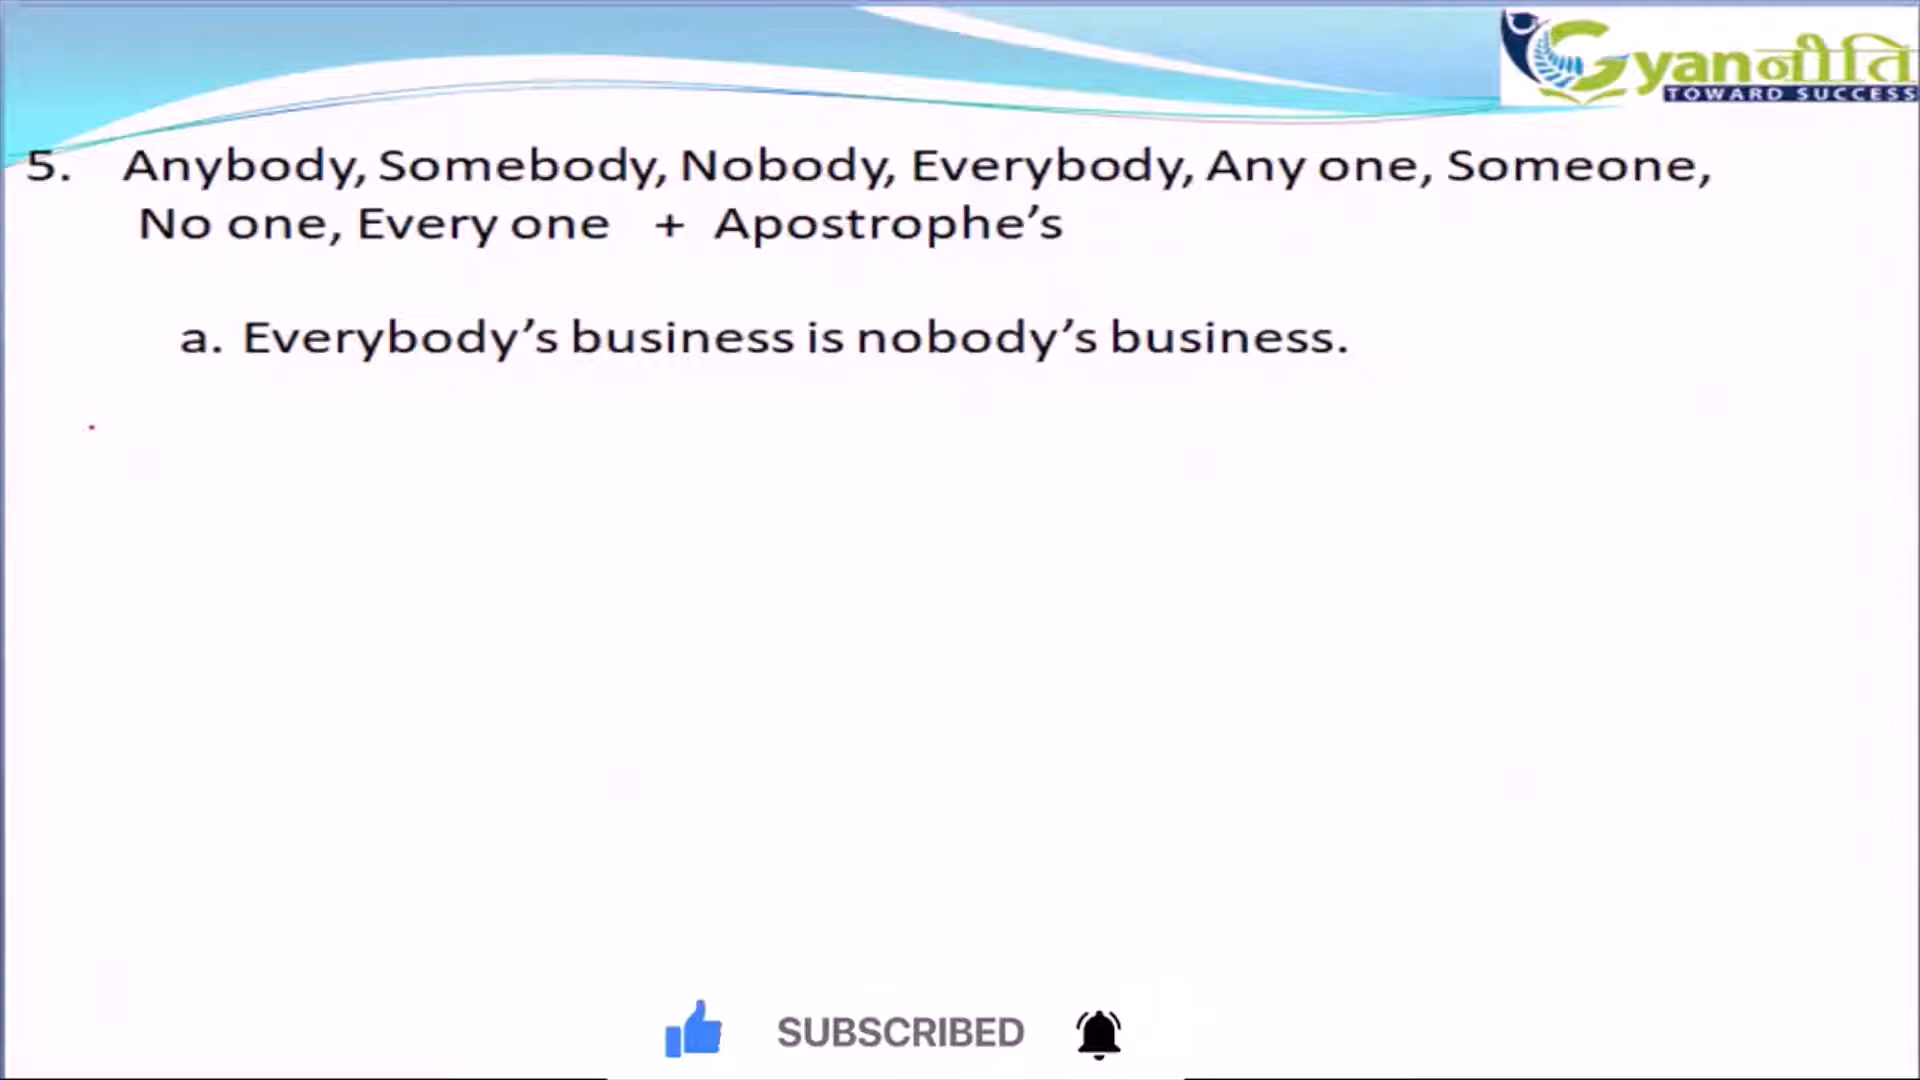 Gyanनीति
TOWARD SUCCESS
5. Anybody, Somebody, Nobody, Everybody, Any one, Someone,
No one, Every one + Apostrophe’s
a. Everybody’s business is nobody’s business.
SUBSCRIBED